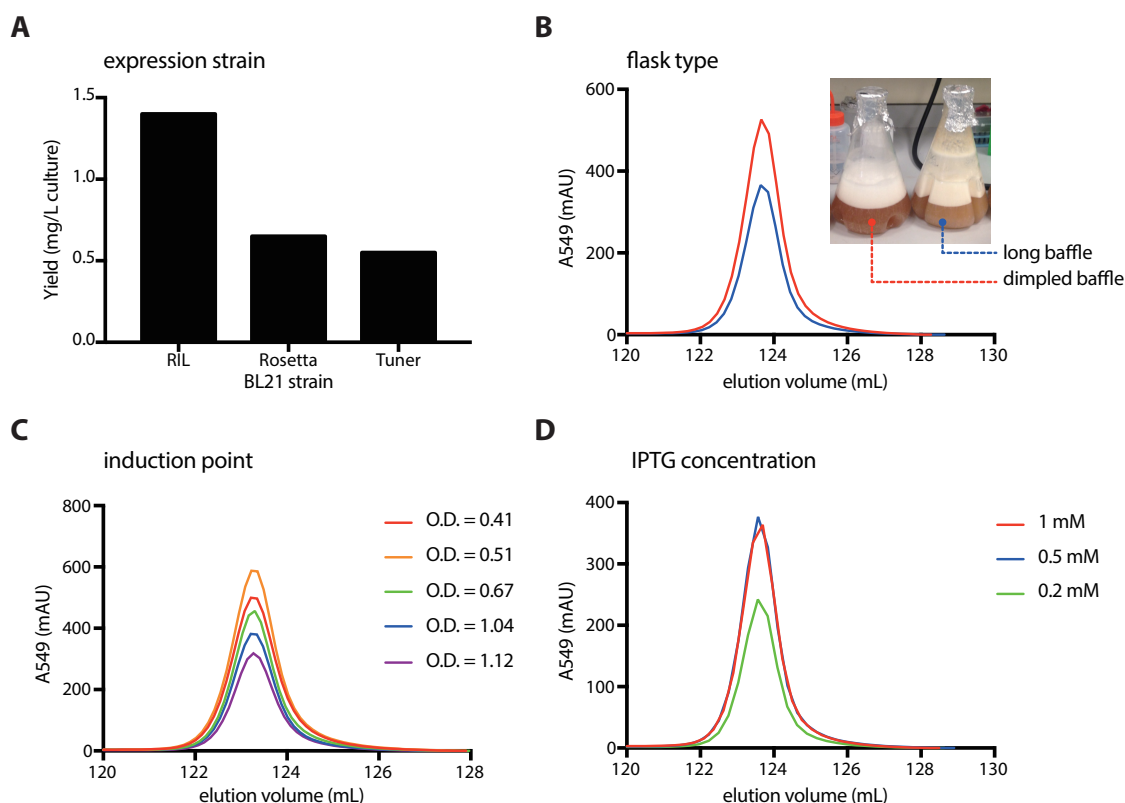 A
expression strain
Yield (mg/L culture)
1.5
1.0
0.5
0.0
RIL
Rosetta
Tuner
BL21 strain
B
flask type
A549 (mAU)
600
400
200
0
120
122
124
126
128
130
elution volume (mL)
long baffle
dimpled baffle
C
induction point
A549 (mAU)
800
600
400
200
0
120
122
124
126
128
elution volume (mL)
O.D. = 0.41
O.D. = 0.51
O.D. = 0.67
O.D. = 1.04
O.D. = 1.12
D
IPTG concentration
A549 (mAU)
400
300
200
100
0
120
122
124
126
128
130
elution volume (mL)
1 mM
0.5 mM
0.2 mM